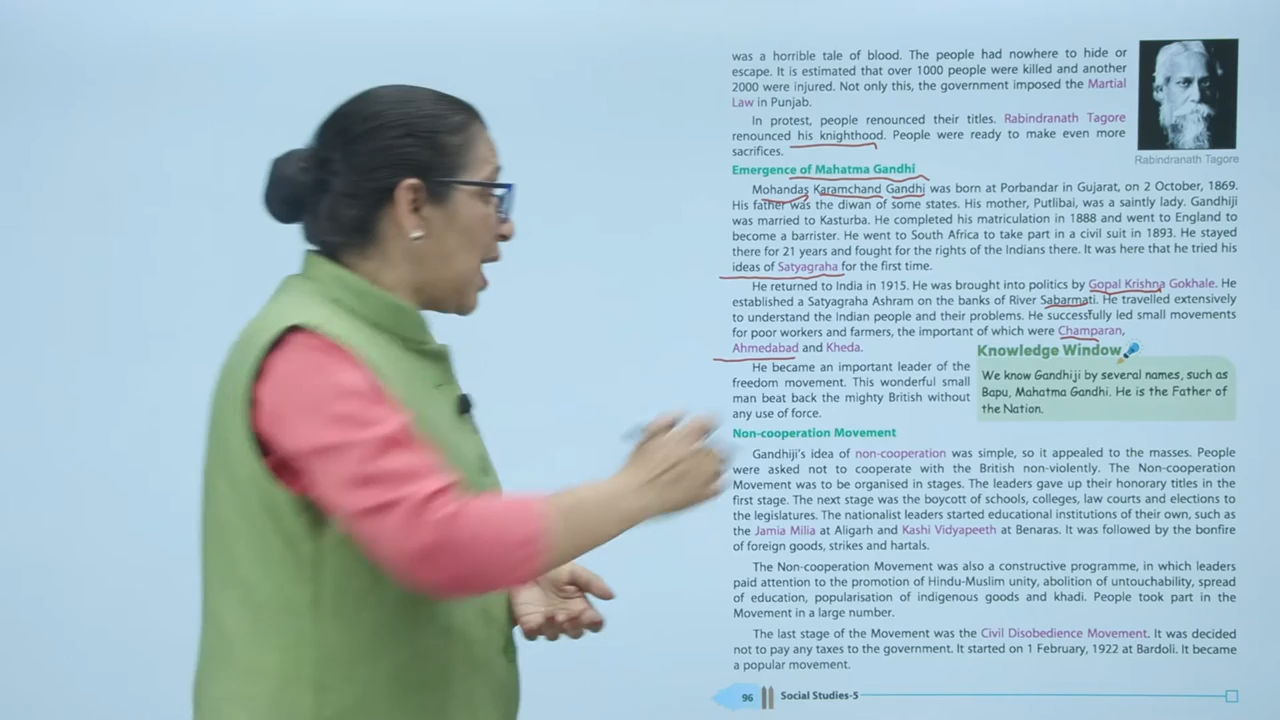 was a horrible tale of blood. The people had nowhere to hide or
escape. It is estimated that over 1000 people were killed and another
2000 were injured. Not only this, the government imposed the Martial
Law in Punjab.
In protest, people renounced their titles. Rabindranath Tagore
renounced his knighthood. People were ready to make even more
sacrifices.
Rabindranath Tagore
Emergence of Mahatma Gandhi
Mohandas Karamchand Gandhi was born at Porbandar in Gujarat, on 2 October, 1869.
His father was the diwan of some states. His mother, Putlibai, was a saintly lady. Gandhiji
was married to Kasturba. He completed his matriculation in 1888 and went to England to
become a barrister. He went to South Africa to take part in a civil suit in 1893. He stayed
there for 21 years and fought for the rights of the Indians there. It was here that he tried his
ideas of Satyagraha for the first time.
He returned to India in 1915. He was brought into politics by Gopal Krishna Gokhale. He
established a Satyagraha Ashram on the banks of River Sabarmati. He travelled extensively
to understand the Indian people and their problems. He successfully led small movements
for poor workers and farmers, the important of which were Champaran,
Ahmedabad and Kheda.
He became an important leader of the
freedom movement. This wonderful small
man beat back the mighty British without
any use of force.
Knowledge Window
We know Gandhiji by several names, such as
Bapu, Mahatma Gandhi. He is the Father of
the Nation.
Non-cooperation Movement
Gandhiji's idea of non-cooperation was simple, so it appealed to the masses. People
were asked not to cooperate with the British non-violently. The Non-cooperation
Movement was to be organised in stages. The leaders gave up their honorary titles in the
first stage. The next stage was the boycott of schools, colleges, law courts and elections to
the legislatures. The nationalist leaders started educational institutions of their own, such as
the Jamia Milia at Aligarh and Kashi Vidyapeeth at Benaras. It was followed by the bonfire
of foreign goods, strikes and hartals.
The Non-cooperation Movement was also a constructive programme, in which leaders
paid attention to the promotion of Hindu-Muslim unity, abolition of untouchability, spread
of education, popularisation of indigenous goods and khadi. People took part in the
Movement in a large number.
The last stage of the Movement was the Civil Disobedience Movement. It was decided
not to pay any taxes to the government. It started on 1 February, 1922 at Bardoli. It became
a popular movement.
96 Social Studies-5